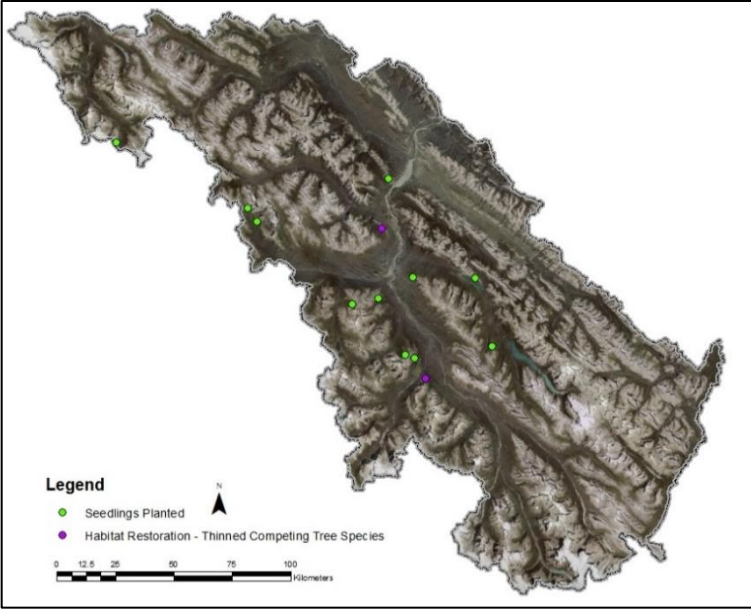 Legend
N
Seedlings Planted
Habitat Restoration - Thinned Competing Tree Species
0 12.5 25 50 75 100
Kilometers